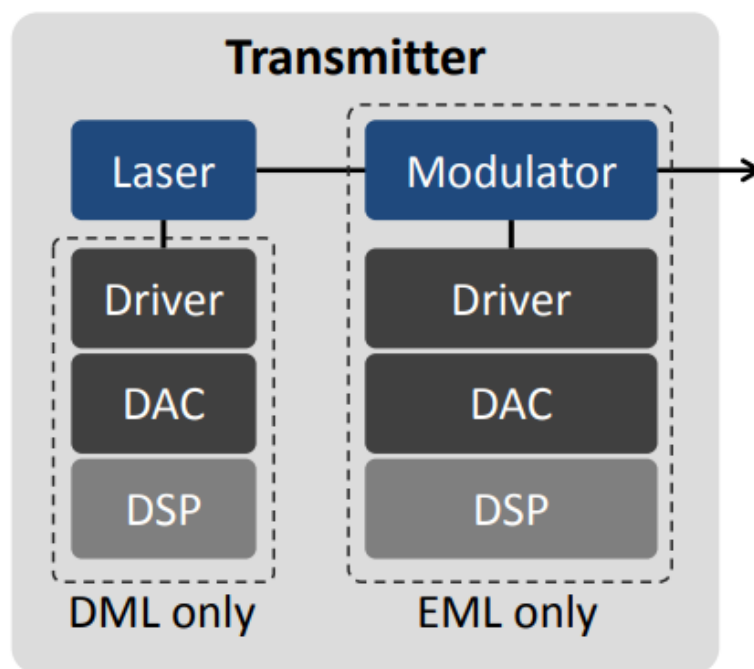 Transmitter
Laser
Modulator
Driver
Driver
DAC
DAC
DSP
DSP
DML only
EML only